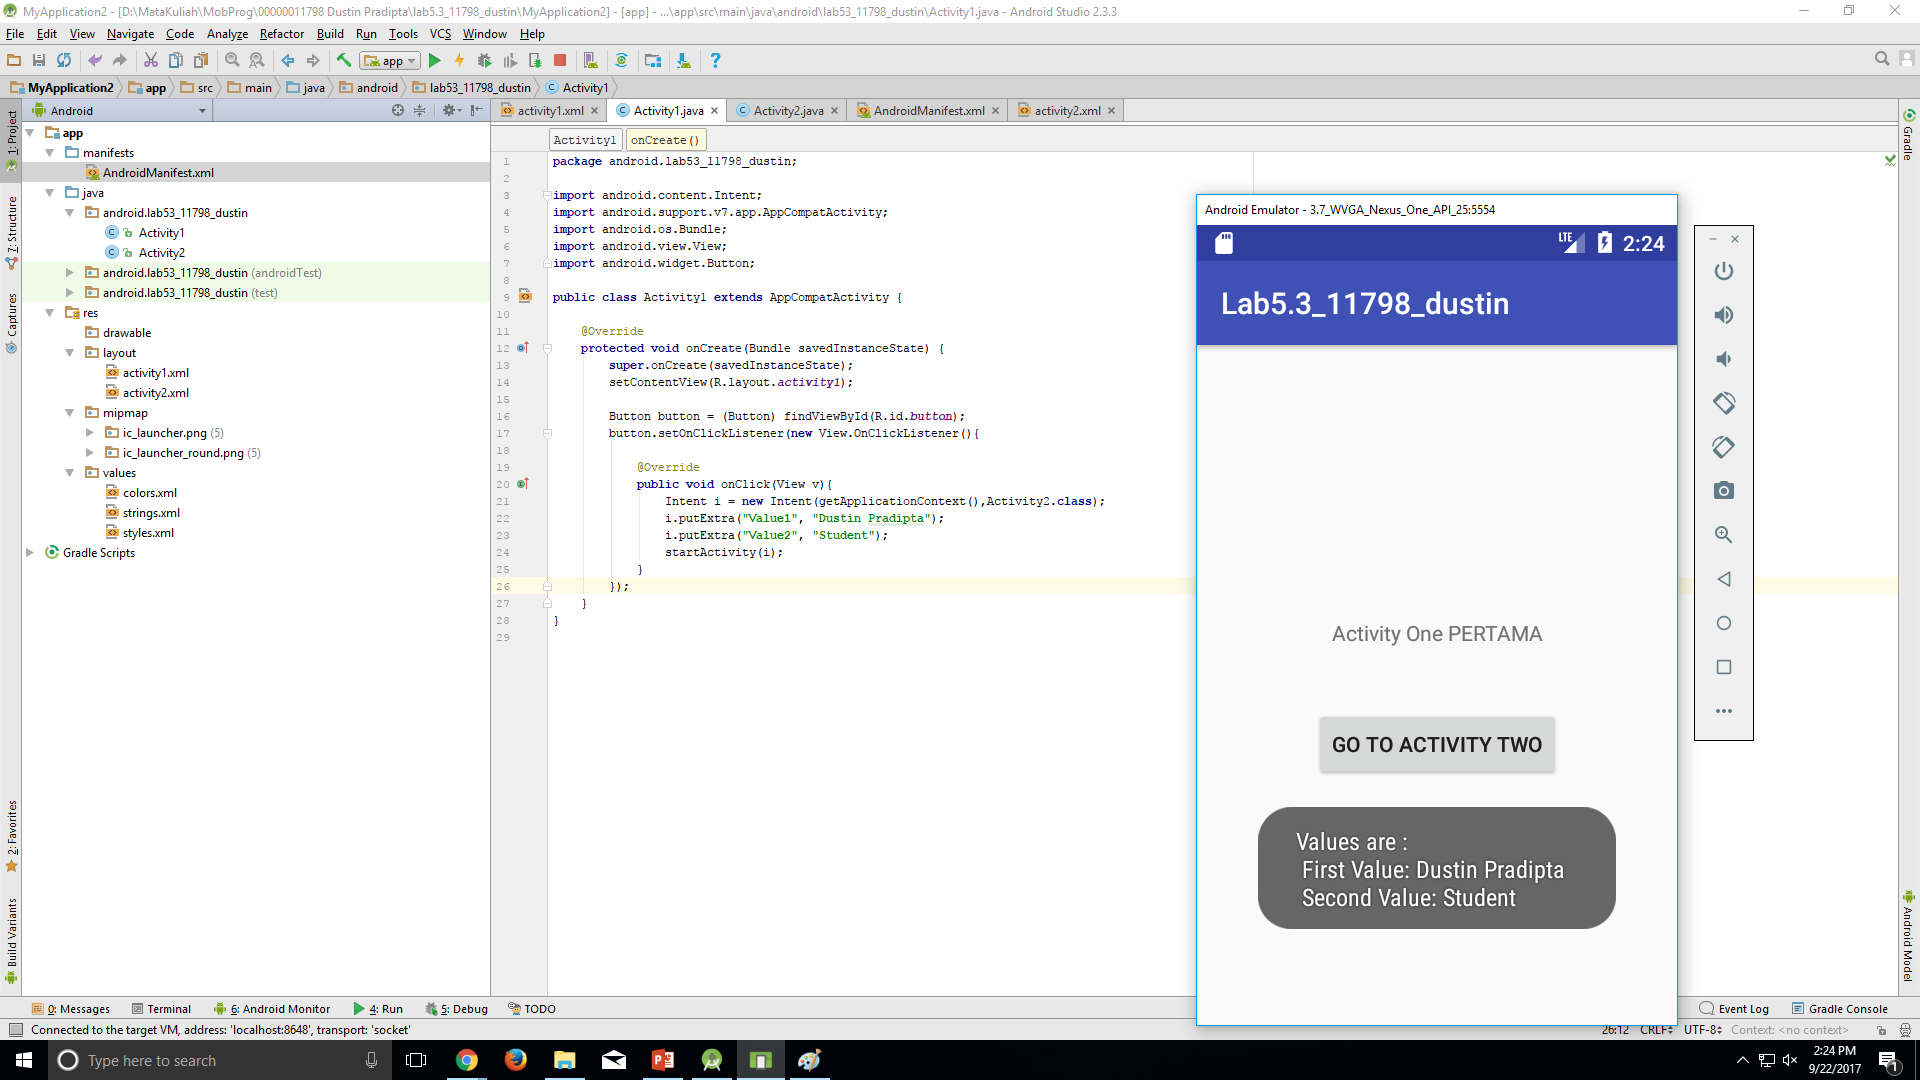 MyApplication2 - [D:\MataKuliah\MobProg\00000011798 Dustin Pradipta\lab5.3_11798_dustin\MyApplication2] - [app] - ...\app\src\main\java\android\lab53_11798_dustin\Activity1.java - Android Studio 2.3.3
File Edit View Navigate Code Analyze Refactor Build Run Tools VCS Window Help
app
MyApplication2 app src main java android lab53_11798_dustin Activity1
Android
activity1.xml Activity1.java Activity2.java AndroidManifest.xml activity2.xml
1: Project
7: Structure
Captures
2: Favorites
Build Variants
app
manifests
AndroidManifest.xml
java
android.lab53_11798_dustin
Activity1
Activity2
android.lab53_11798_dustin (androidTest)
android.lab53_11798_dustin (test)
res
drawable
layout
activity1.xml
activity2.xml
mipmap
ic_launcher.png (5)
ic_launcher_round.png (5)
values
colors.xml
strings.xml
styles.xml
Gradle Scripts
Activity1 onCreate()
1 package android.lab53_11798_dustin;
2
3 import android.content.Intent;
4 import android.support.v7.app.AppCompatActivity;
5 import android.os.Bundle;
6 import android.view.View;
7 import android.widget.Button;
8
9 public class Activity1 extends AppCompatActivity {
10
11 @Override
12 protected void onCreate(Bundle savedInstanceState) {
13 super.onCreate(savedInstanceState);
14 setContentView(R.layout.activity1);
15
16 Button button = (Button) findViewById(R.id.button);
17 button.setOnClickListener(new View.OnClickListener(){
18
19 @Override
20 public void onClick(View v){
21 Intent i = new Intent(getApplicationContext(),Activity2.class);
22 i.putExtra("Value1", "Dustin Pradipta");
23 i.putExtra("Value2", "Student");
24 startActivity(i);
25 }
26 });
27 }
28 }
29
Android Emulator - 3.7_WVGA_Nexus_One_API_25:5554
LTE 2:24
Lab5.3_11798_dustin
Activity One PERTAMA
GO TO ACTIVITY TWO
Values are :
First Value: Dustin Pradipta
Second Value: Student
Gradle
Android Model
0: Messages Terminal 6: Android Monitor 4: Run 5: Debug TODO Event Log Gradle Console
Connected to the target VM, address: 'localhost:8648', transport: 'socket' 26:12 CRLF UTF-8 Context: <no context>
Type here to search
2:24 PM
9/22/2017
1